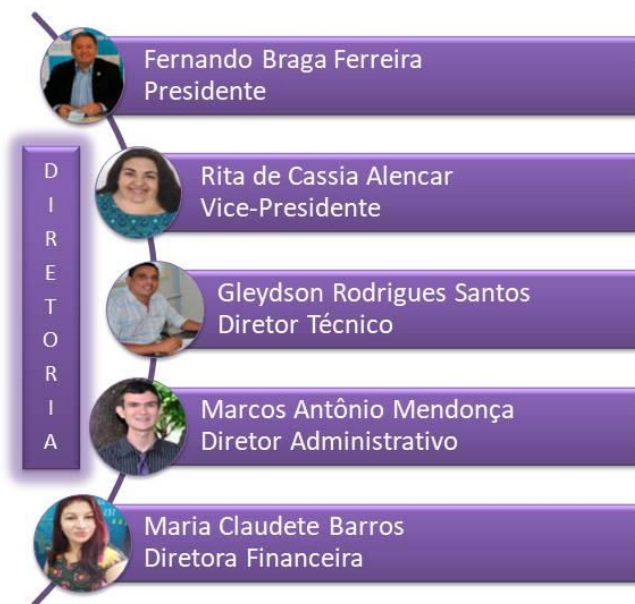 Fernando Braga Ferreira
Presidente
DIRETORIA
Rita de Cassia Alencar
Vice-Presidente
Gleydson Rodrigues Santos
Diretor Técnico
Marcos Antônio Mendonça
Diretor Administrativo
Maria Claudete Barros
Diretora Financeira